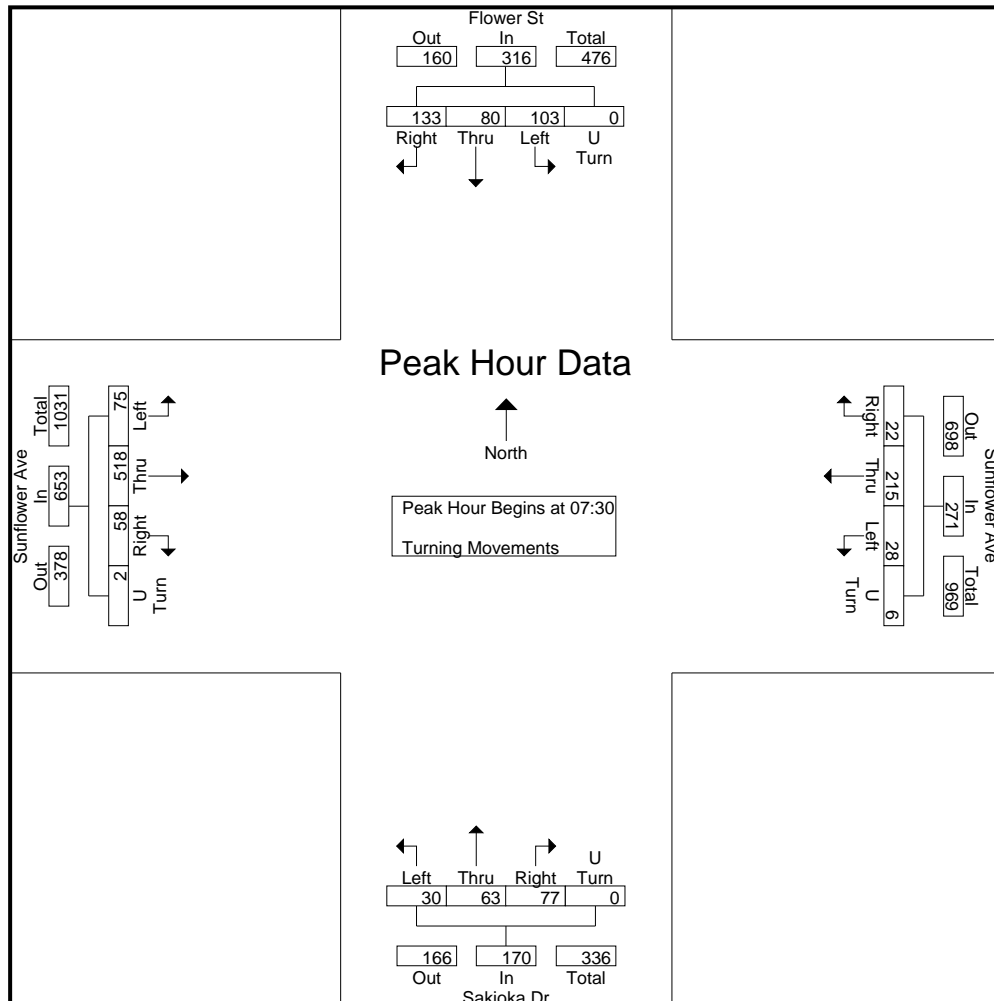 Flower St
Out In Total
160 316 476
133 80 103 0
Right Thru Left U
Turn
Peak Hour Data
North
Peak Hour Begins at 07:30
Turning Movements
Sunflower Ave
Total In Out
1031 653 378
75 518 58 2
Left Thru Right U
Turn
Sunflower Ave
Out In Total
698 271 969
22 215 28 6
Right Thru Left U
Turn
U
Left Thru Right Turn
30 63 77 0
166 170 336
Out In Total
Sakioka Dr